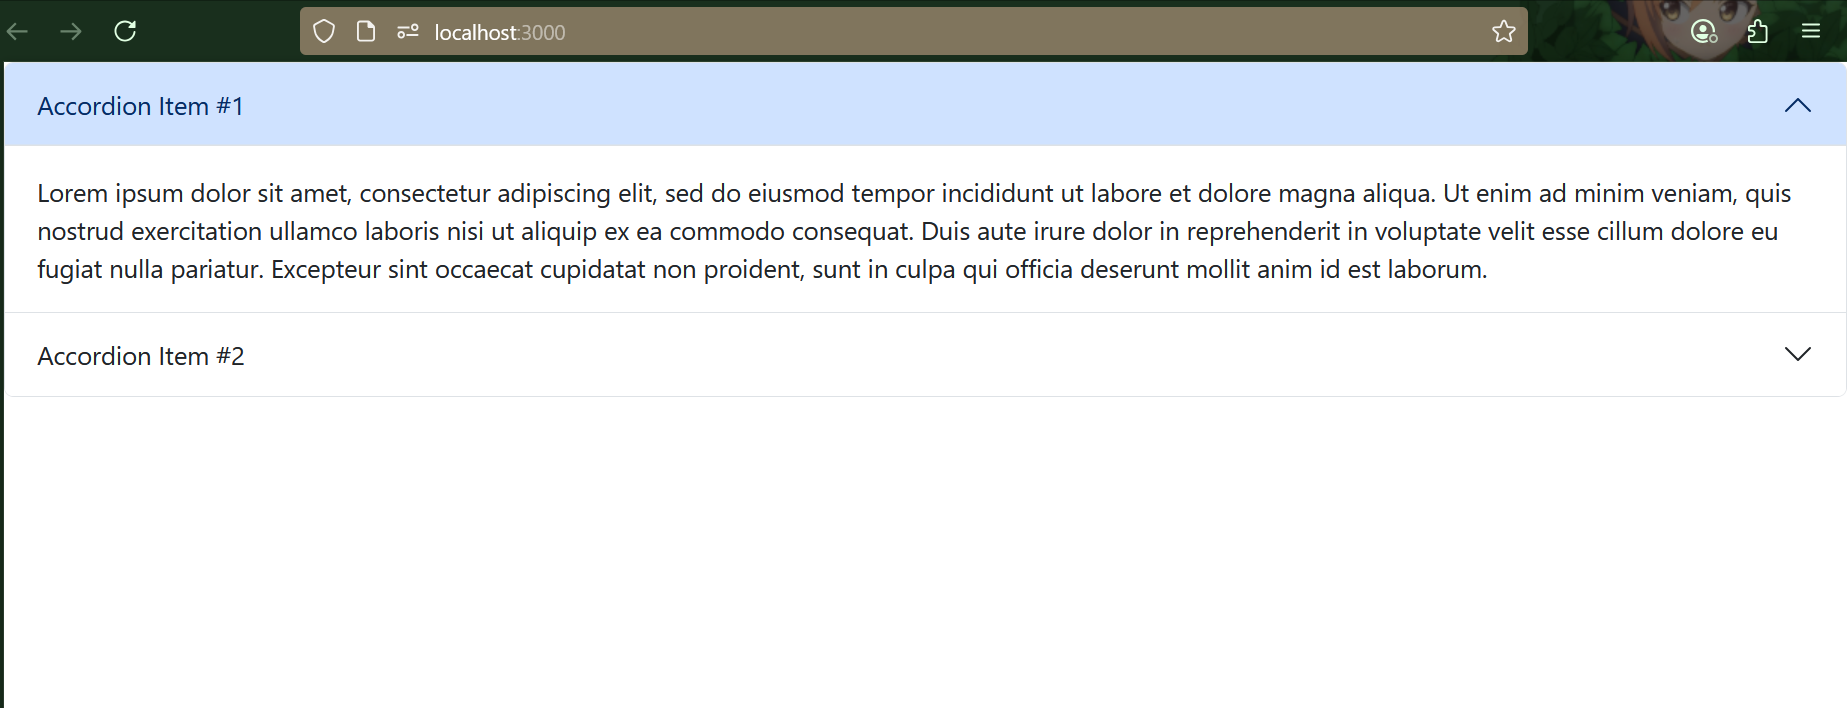 localhost:3000
Accordion Item #1
Lorem ipsum dolor sit amet, consectetur adipiscing elit, sed do eiusmod tempor incididunt ut labore et dolore magna aliqua. Ut enim ad minim veniam, quis
nostrud exercitation ullamco laboris nisi ut aliquip ex ea commodo consequat. Duis aute irure dolor in reprehenderit in voluptate velit esse cillum dolore eu
fugiat nulla pariatur. Excepteur sint occaecat cupidatat non proident, sunt in culpa qui officia deserunt mollit anim id est laborum.
Accordion Item #2